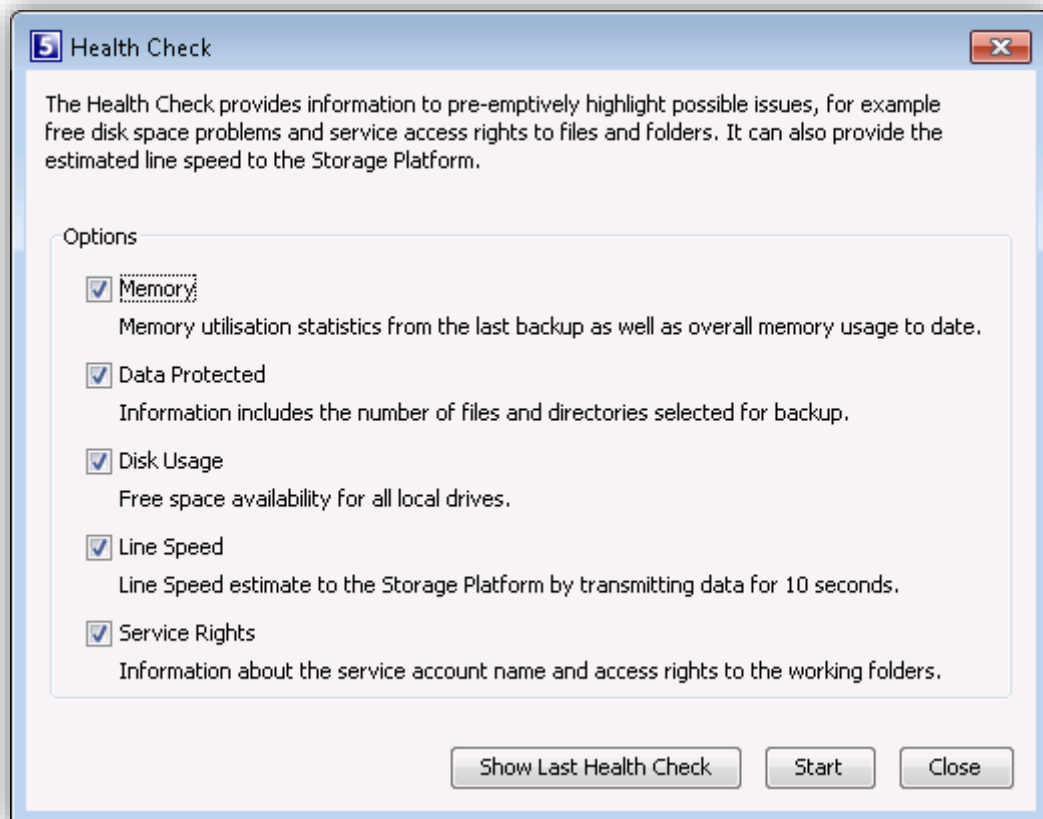 5 Health Check
The Health Check provides information to pre-emptively highlight possible issues, for example
free disk space problems and service access rights to files and folders. It can also provide the
estimated line speed to the Storage Platform.
Options
Memory
Memory utilisation statistics from the last backup as well as overall memory usage to date.
Data Protected
Information includes the number of files and directories selected for backup.
Disk Usage
Free space availability for all local drives.
Line Speed
Line Speed estimate to the Storage Platform by transmitting data for 10 seconds.
Service Rights
Information about the service account name and access rights to the working folders.
Show Last Health Check Start Close